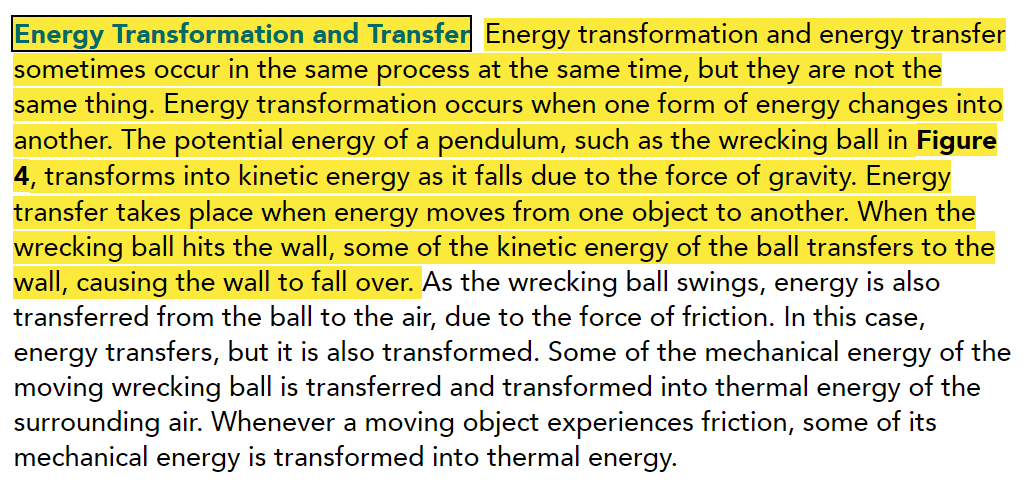 Energy Transformation and Transfer Energy transformation and energy transfer
sometimes occur in the same process at the same time, but they are not the
same thing. Energy transformation occurs when one form of energy changes into
another. The potential energy of a pendulum, such as the wrecking ball in Figure
4, transforms into kinetic energy as it falls due to the force of gravity. Energy
transfer takes place when energy moves from one object to another. When the
wrecking ball hits the wall, some of the kinetic energy of the ball transfers to the
wall, causing the wall to fall over. As the wrecking ball swings, energy is also
transferred from the ball to the air, due to the force of friction. In this case,
energy transfers, but it is also transformed. Some of the mechanical energy of the
moving wrecking ball is transferred and transformed into thermal energy of the
surrounding air. Whenever a moving object experiences friction, some of its
mechanical energy is transformed into thermal energy.